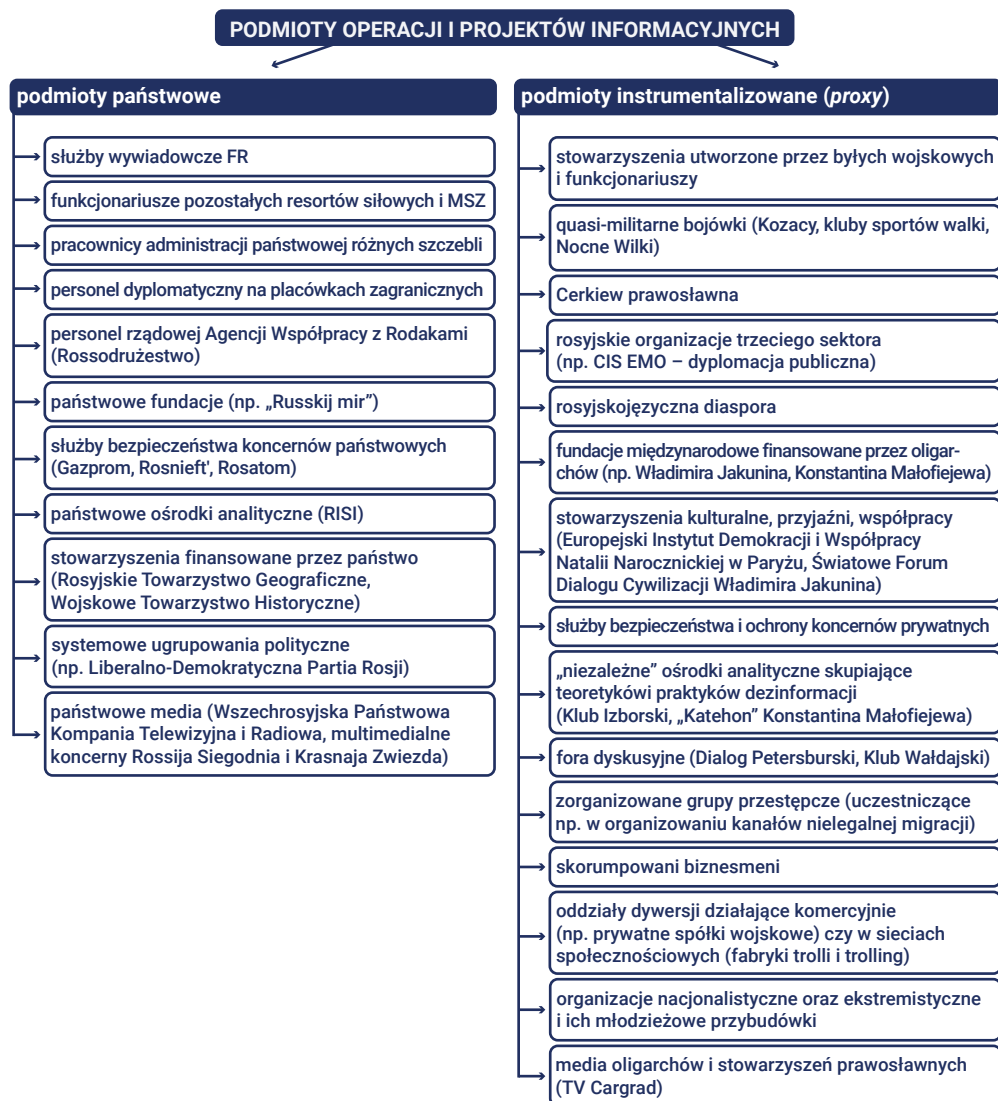 PODMIOTY OPERACJI I PROJEKTÓW INFORMACYJNYCH
podmioty państwowe
służby wywiadowcze FR
funkcjonariusze pozostałych resortów siłowych i MSZ
pracownicy administracji państwowej różnych szczebli
personel dyplomatyczny na placówkach zagranicznych
personel rządowej Agencji Współpracy z Rodakami
(Rossodrużestwo)
państwowe fundacje (np. „Russkij mir”)
służby bezpieczeństwa koncernów państwowych
(Gazprom, Rosnieft', Rosatom)
państwowe ośrodki analityczne (RISI)
stowarzyszenia finansowane przez państwo
(Rosyjskie Towarzystwo Geograficzne,
Wojskowe Towarzystwo Historyczne)
systemowe ugrupowania polityczne
(np. Liberalno-Demokratyczna Partia Rosji)
państwowe media (Wszechrosyjska Państwowa
Kompania Telewizyjna i Radiowa, multimedialne
koncerny Rossija Siegodnia i Krasnaja Zwiezda)
podmioty instrumentalizowane (proxy)
stowarzyszenia utworzone przez byłych wojskowych
i funkcjonariuszy
quasi-militarne bojówki (Kozacy, kluby sportów walki,
Nocne Wilki)
Cerkiew prawosławna
rosyjskie organizacje trzeciego sektora
(np. CIS EMO – dyplomacja publiczna)
rosyjskojęzyczna diaspora
fundacje międzynarodowe finansowane przez oligar-
chów (np. Władimira Jakunina, Konstantina Małofiejewa)
stowarzyszenia kulturalne, przyjaźni, współpracy
(Europejski Instytut Demokracji i Współpracy
Natalii Narocznickiej w Paryżu, Światowe Forum
Dialogu Cywilizacji Władimira Jakunina)
służby bezpieczeństwa i ochrony koncernów prywatnych
„niezależne” ośrodki analityczne skupiające
teoretykówi praktyków dezinformacji
(Klub Izborski, „Katehon” Konstantina Małofiejewa)
fora dyskusyjne (Dialog Petersburski, Klub Wałdajski)
zorganizowane grupy przestępcze (uczestniczące
np. w organizowaniu kanałów nielegalnej migracji)
skorumpowani biznesmeni
oddziały dywersji działające komercyjnie
(np. prywatne spółki wojskowe) czy w sieciach
społecznościowych (fabryki trolli i trolling)
organizacje nacjonalistyczne oraz ekstremistyczne
i ich młodzieżowe przybudówki
media oligarchów i stowarzyszeń prawosławnych
(TV Cargrad)